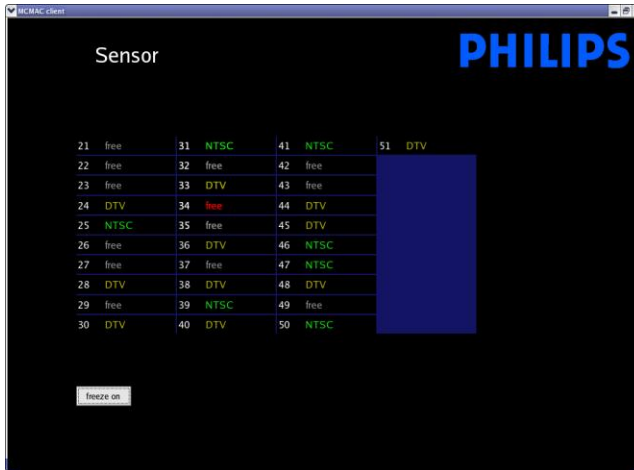 MCMAC client
Sensor PHILIPS
21 free 31 NTSC 41 NTSC 51 DTV
22 free 32 free 42 free
23 free 33 DTV 43 free
24 DTV 34 free 44 DTV
25 NTSC 35 free 45 DTV
26 free 36 DTV 46 NTSC
27 free 37 free 47 NTSC
28 DTV 38 DTV 48 DTV
29 free 39 NTSC 49 free
30 DTV 40 DTV 50 NTSC
freeze on